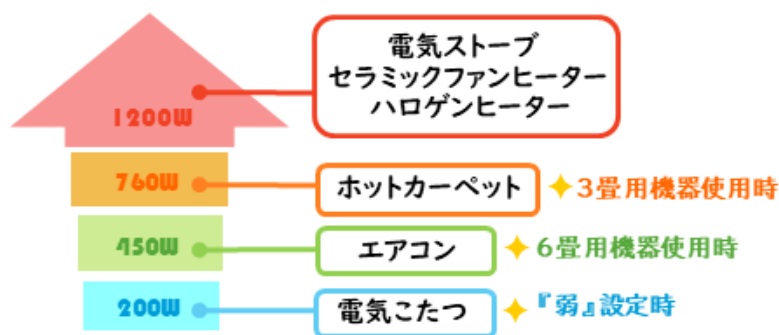 1200W
電気ストーブ
セラミックファンヒーター
ハロゲンヒーター
760W
ホットカーペット
3畳用機器使用時
450W
エアコン
6畳用機器使用時
200W
電気こたつ
『弱』設定時